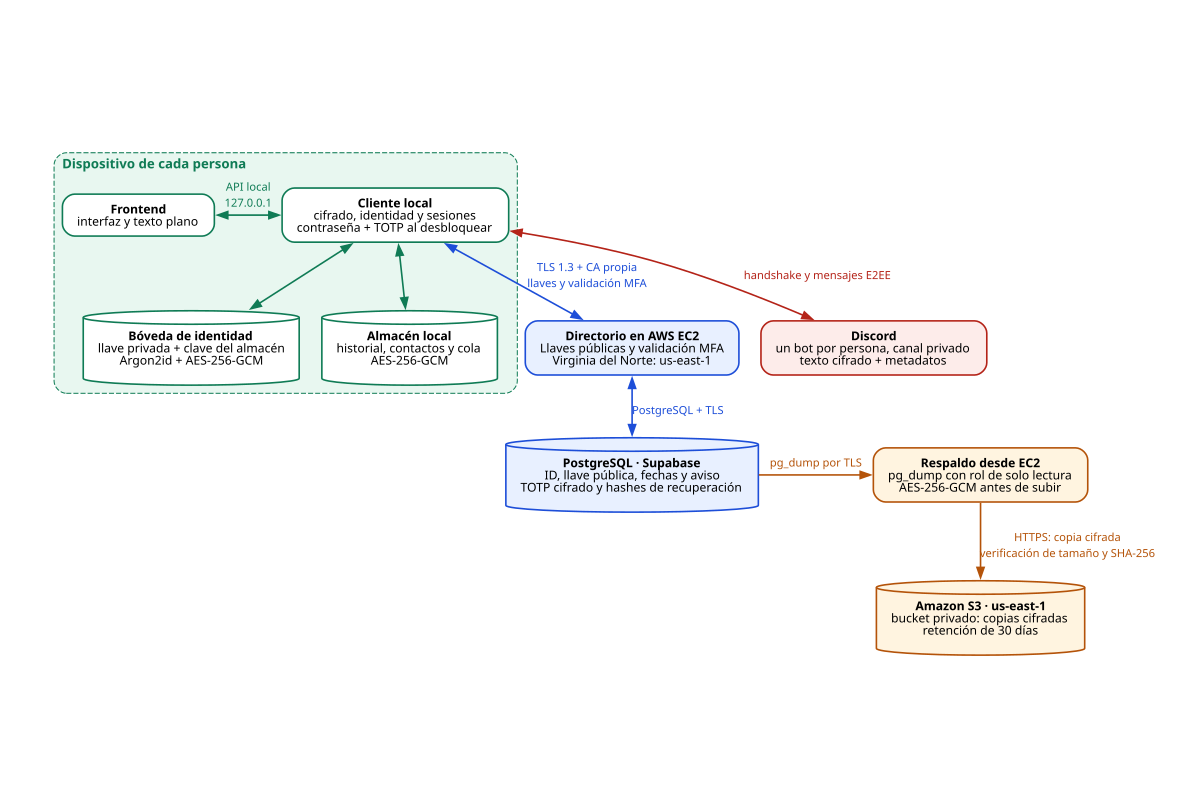 Dispositivo de cada persona
Frontend
interfaz y texto plano
API local
127.0.0.1
Cliente local
cifrado, identidad y sesiones
contraseña + TOTP al desbloquear
TLS 1.3 + CA propia
llaves y validación MFA
handshake y mensajes E2EE
Bóveda de identidad
llave privada + clave del almacén
Argon2id + AES-256-GCM
Almacén local
historial, contactos y cola
AES-256-GCM
Directorio en AWS EC2
Llaves públicas y validación MFA
Virginia del Norte: us-east-1
Discord
un bot por persona, canal privado
texto cifrado + metadatos
PostgreSQL + TLS
PostgreSQL · Supabase
ID, llave pública, fechas y aviso
TOTP cifrado y hashes de recuperación
pg_dump por TLS
Respaldo desde EC2
pg_dump con rol de solo lectura
AES-256-GCM antes de subir
HTTPS: copia cifrada
verificación de tamaño y SHA-256
Amazon S3 · us-east-1
bucket privado: copias cifradas
retención de 30 días